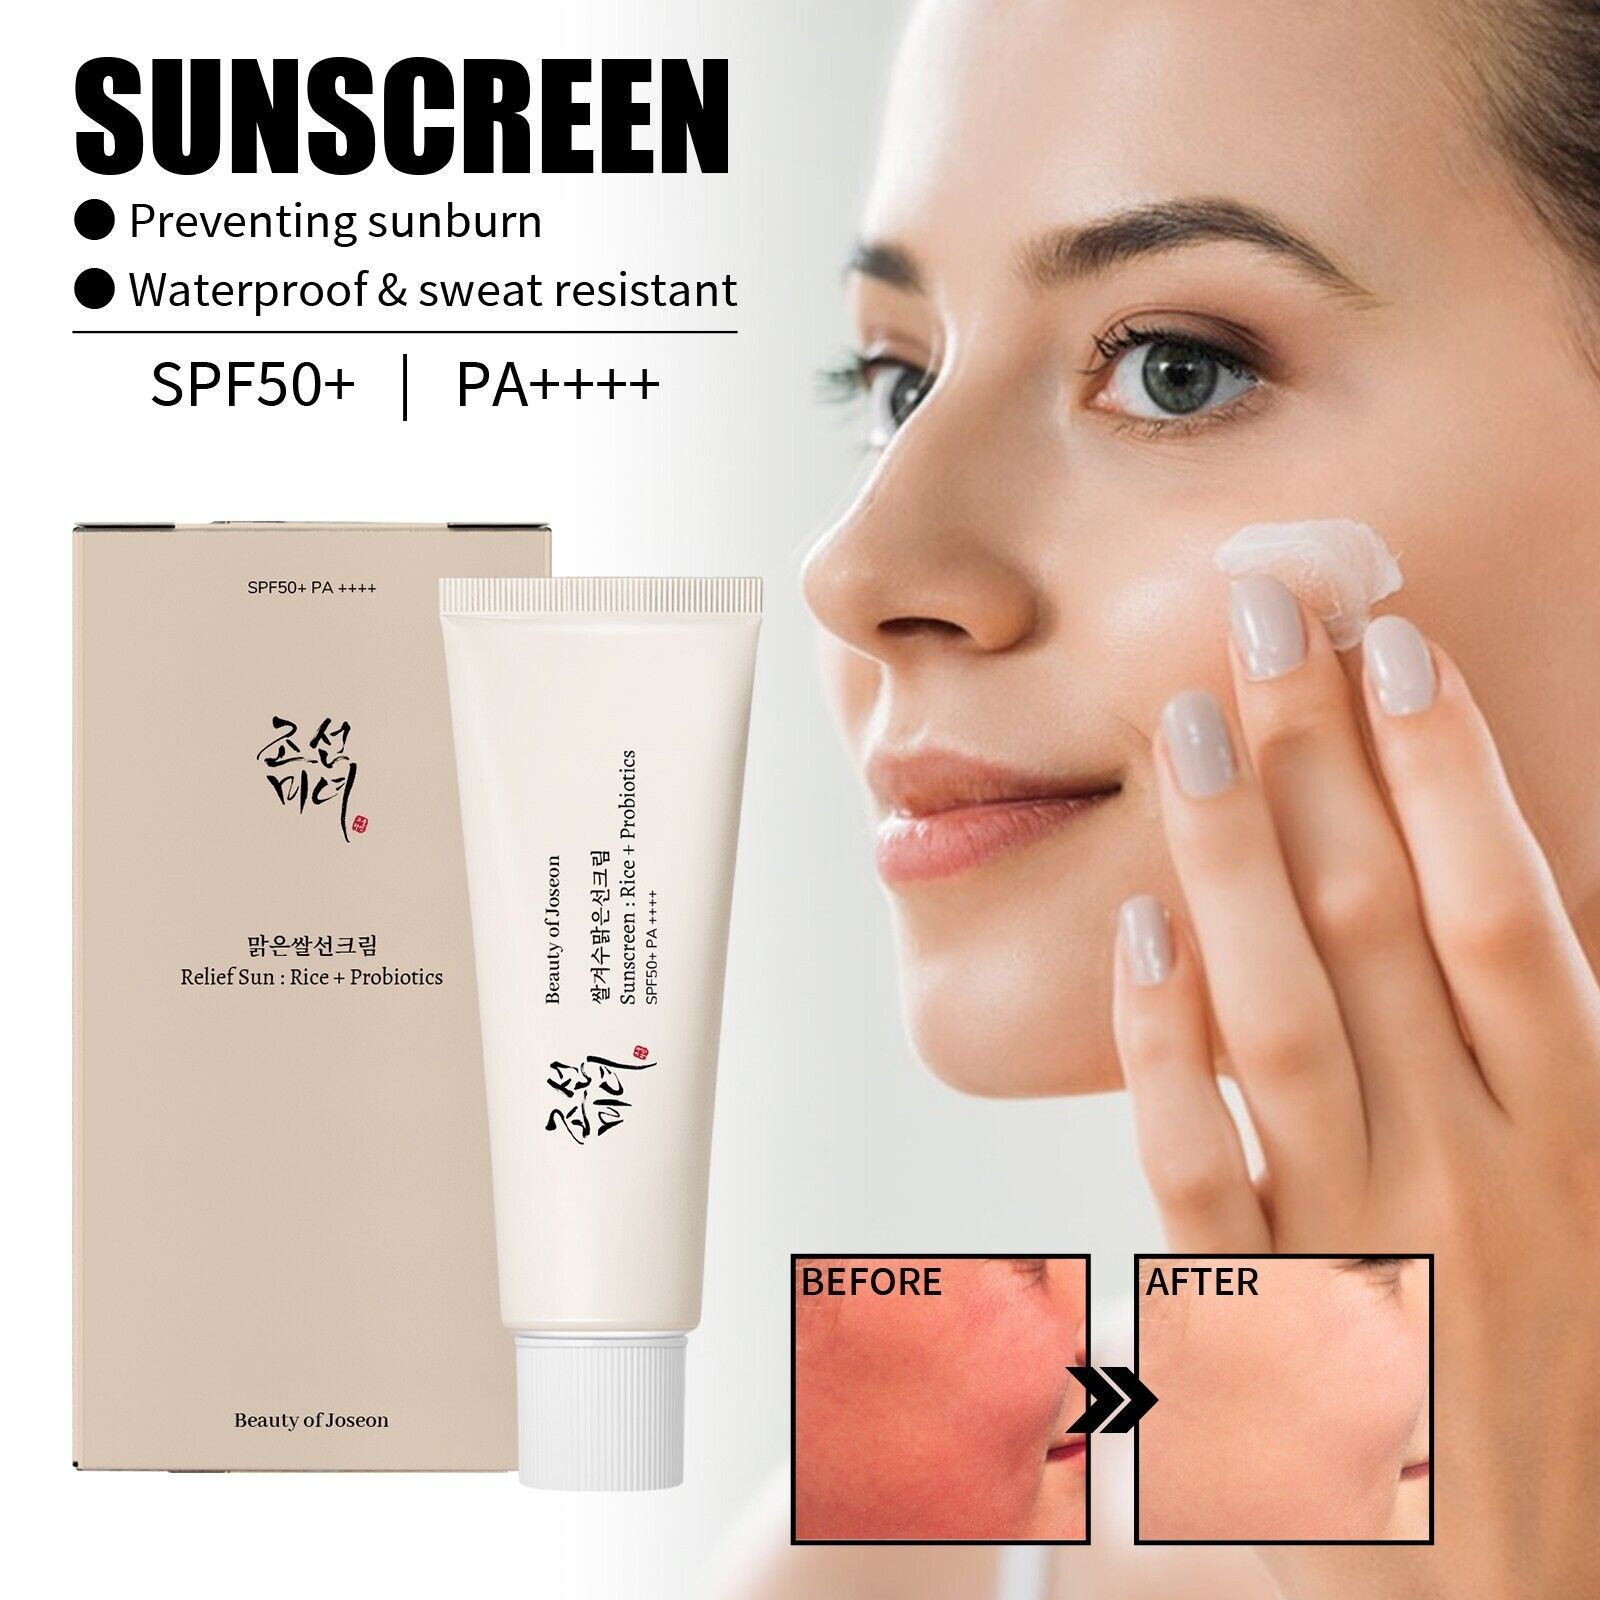 SUNSCREEN
● Preventing sunburn
● Waterproof & sweat resistant
SPF50+ | PA++++
SPF50+ PA ++++
조선
미녀
맑은쌀선크림
Relief Sun : Rice + Probiotics
Beauty of Joseon
Beauty of Joseon
쌀겨수맑은선크림
Sunscreen : Rice + Probiotics
SPF50+ PA ++++
조선
미녀
BEFORE
AFTER